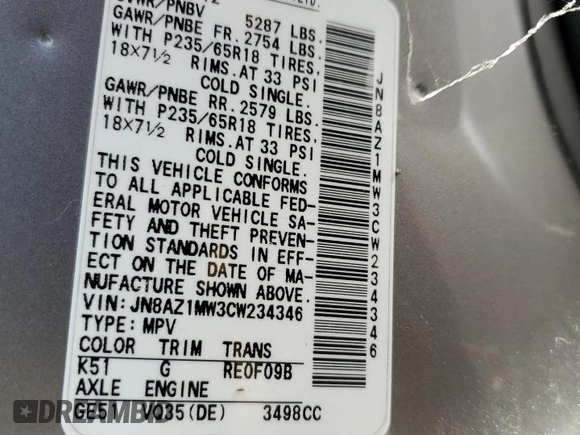 GVWR/PNBV 5287 LBS.
GAWR/PNBE FR. 2754 LBS.
WITH P235/65R18 TIRES,
18×7½ RIMS.AT 33 PSI
COLD SINGLE.
GAWR/PNBE RR. 2579 LBS.
WITH P235/65R18 TIRES,
18×7½ RIMS.AT 33 PSI
COLD SINGLE.
THIS VEHICLE CONFORMS
TO ALL APPLICABLE FED-
ERAL MOTOR VEHICLE SA-
FETY AND THEFT PREVEN-
TION STANDARDS IN EFF-
ECT ON THE DATE OF MA-
NUFACTURE SHOWN ABOVE.
VIN: JN8AZ1MW3CW234346
TYPE: MPV
COLOR TRIM TRANS
K51 G RE0F09B
AXLE ENGINE
GE51 VQ35(DE) 3498CC
JN8AZ1MW3CW234346
DREAMBID